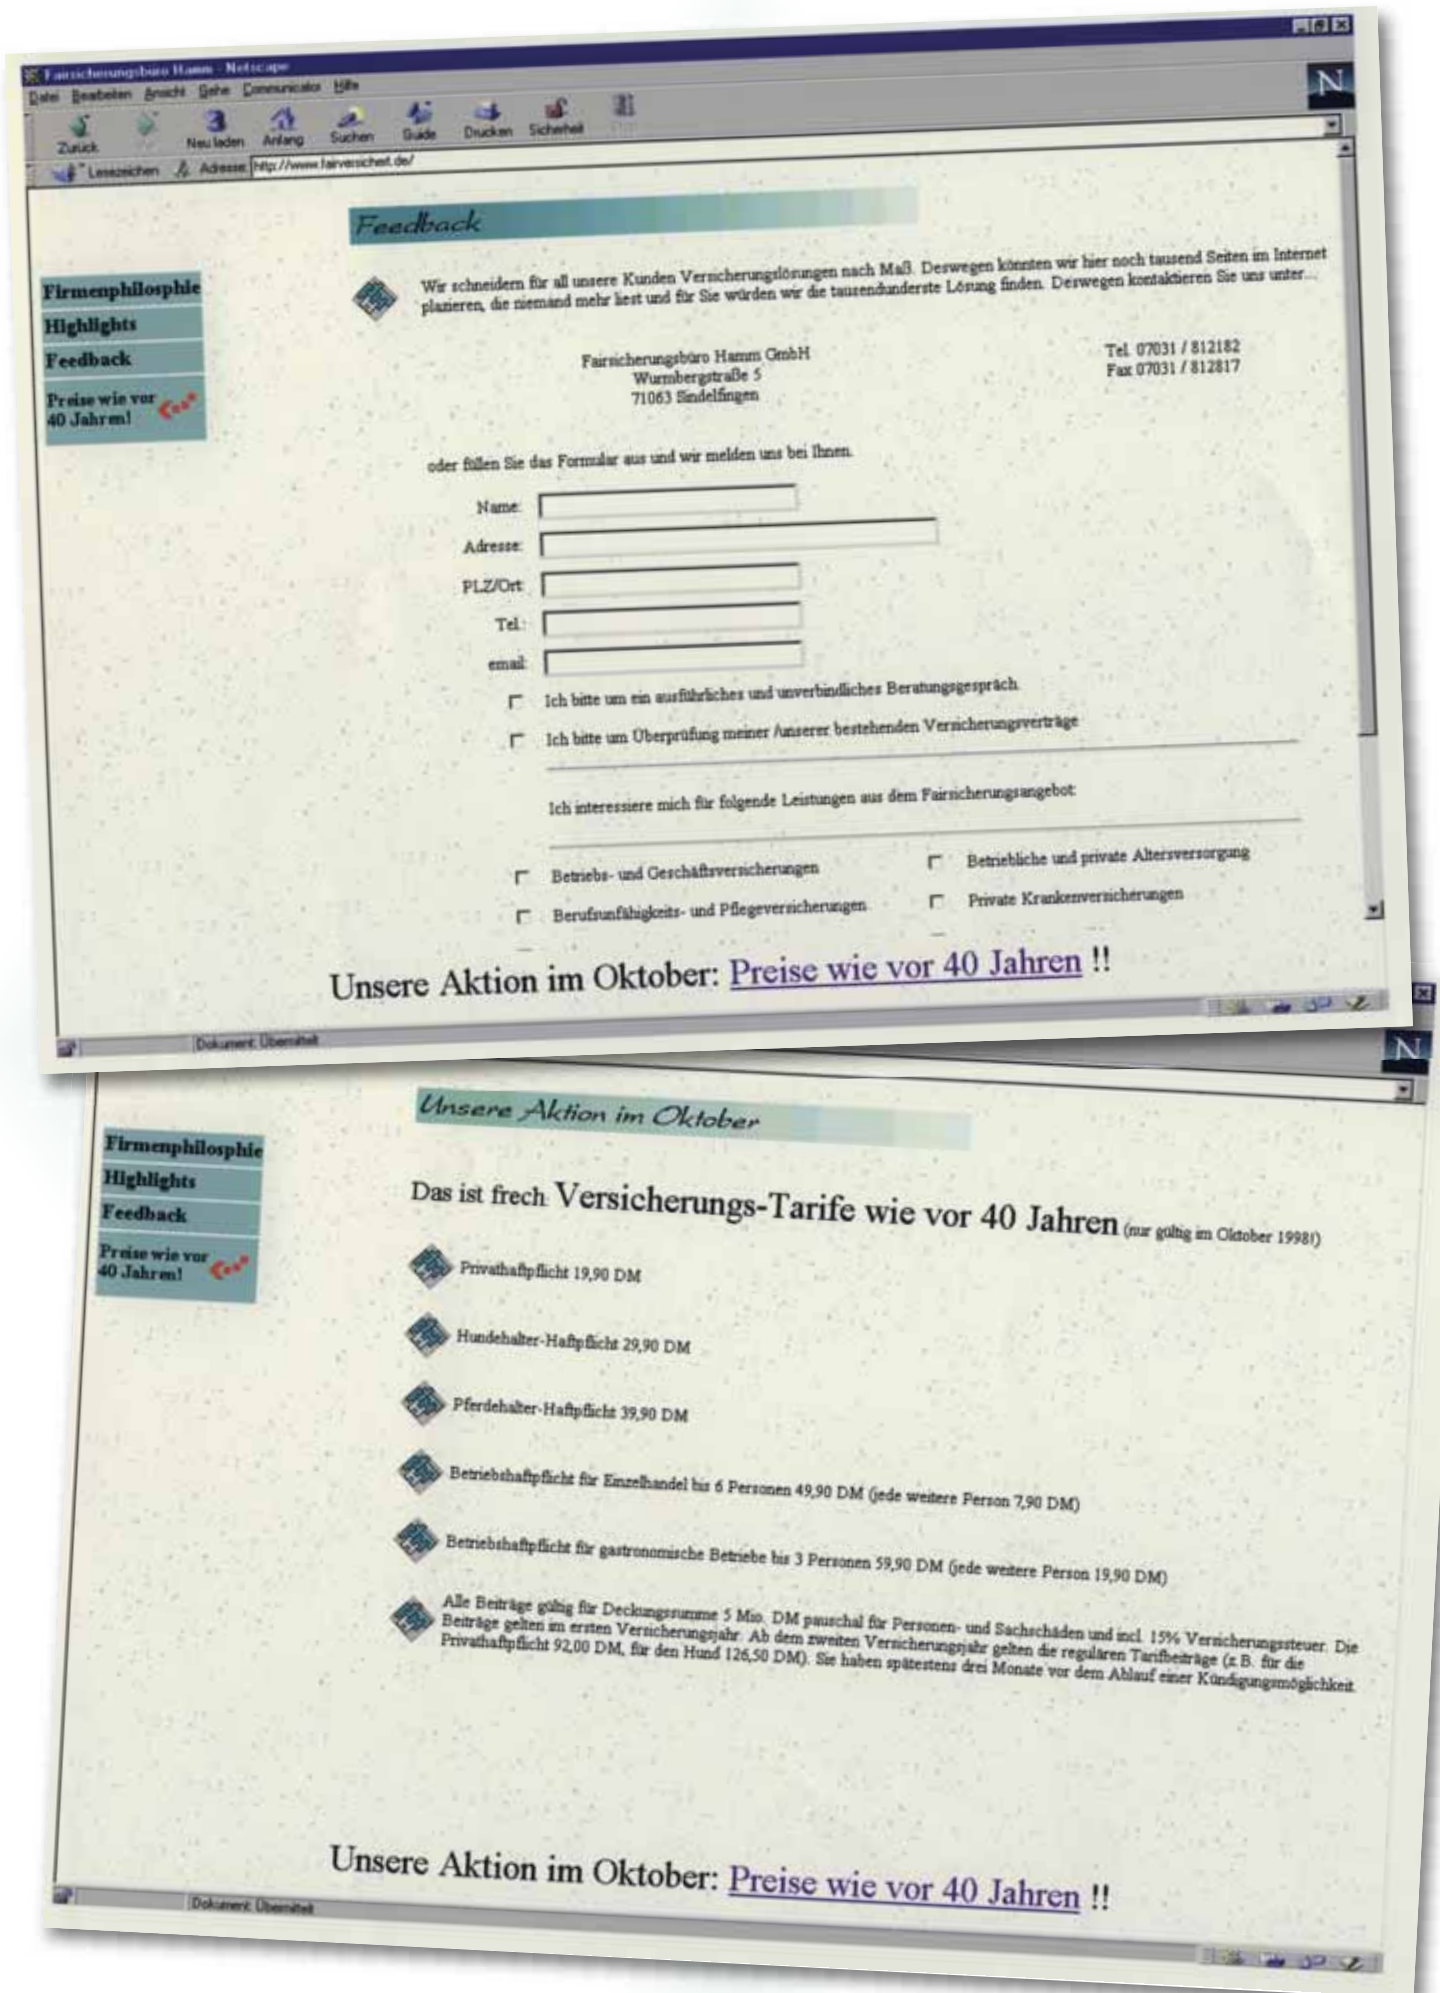 Fairsicherungsbüro Hamm - Netscape
Datei Bearbeiten Ansicht Gehe Communicator Hilfe
Zurück Neu laden Anfang Suchen Guide Drucken Sicherheit
Lesezeichen Adresse: http://www.fairversichert.de/
Feedback
Firmenphilosphie
Highlights
Feedback
Preise wie vor
40 Jahren!
Wir schneidern für all unsere Kunden Versicherungslösungen nach Maß. Deswegen könnten wir hier noch tausend Seiten im Internet
planieren, die niemand mehr liest und für Sie würden wir die tausendunderste Lösung finden. Deswegen kontaktieren Sie uns unter...
Fairsicherungsbüro Hamm GmbH
Wurmbergstraße 5
71063 Sindelfingen
Tel. 07031 / 812182
Fax 07031 / 812817
oder füllen Sie das Formular aus und wir melden uns bei Ihnen.
Name:
Adresse:
PLZ/Ort:
Tel.:
email:
Ich bitte um ein ausführliches und unverbindliches Beratungsgespräch.
Ich bitte um Überprüfung meiner /unserer bestehenden Versicherungsverträge
Ich interessiere mich für folgende Leistungen aus dem Fairsicherungsangebot:
Betriebs- und Geschäftsversicherungen
Betriebliche und private Altersversorgung
Berufsunfähigkeits- und Pflegeversicherungen
Private Krankenversicherungen
Unsere Aktion im Oktober: Preise wie vor 40 Jahren !!
Dokument: Übermittelt
N
Unsere Aktion im Oktober
Firmenphilosphie
Highlights
Feedback
Preise wie vor
40 Jahren!
Das ist frech: Versicherungs-Tarife wie vor 40 Jahren (nur gültig im Oktober 1998!)
Privathaftpflicht 19,90 DM
Hundehalter-Haftpflicht 29,90 DM
Pferdehalter-Haftpflicht 39,90 DM
Betriebshaftpflicht für Einzelhandel bis 6 Personen 49,90 DM (jede weitere Person 7,90 DM)
Betriebshaftpflicht für gastronomische Betriebe bis 3 Personen 59,90 DM (jede weitere Person 19,90 DM)
Alle Beiträge gültig für Deckungssumme 5 Mio. DM pauschal für Personen- und Sachschäden und incl. 15% Versicherungssteuer. Die
Beiträge gelten im ersten Versicherungsjahr. Ab dem zweiten Versicherungsjahr gelten die regulären Tarifbeiträge (z.B. für die
Privathaftpflicht 92,00 DM, für den Hund 126,50 DM). Sie haben spätestens drei Monate vor dem Ablauf einer Kündigungsmöglichkeit.
Unsere Aktion im Oktober: Preise wie vor 40 Jahren !!
Dokument: Übermittelt